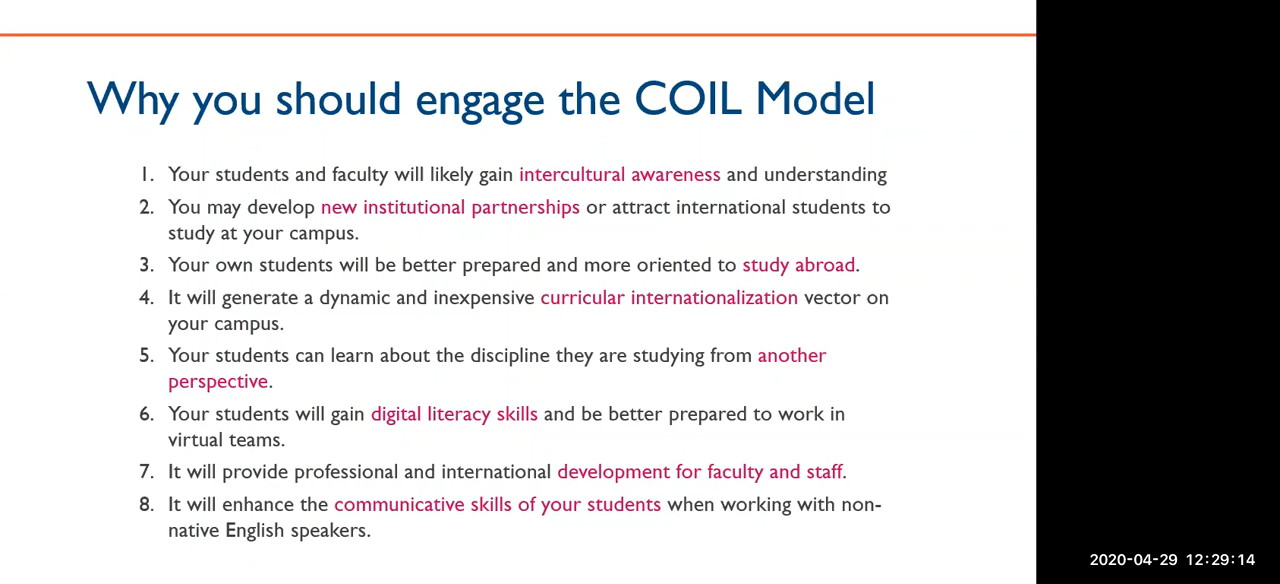 Why you should engage the COIL Model
1. Your students and faculty will likely gain intercultural awareness and understanding
2. You may develop new institutional partnerships or attract international students to
study at your campus.
3. Your own students will be better prepared and more oriented to study abroad.
4. It will generate a dynamic and inexpensive curricular internationalization vector on
your campus.
5. Your students can learn about the discipline they are studying from another
perspective.
6. Your students will gain digital literacy skills and be better prepared to work in
virtual teams.
7. It will provide professional and international development for faculty and staff.
8. It will enhance the communicative skills of your students when working with non-
native English speakers.
2020-04-29 12:29:14